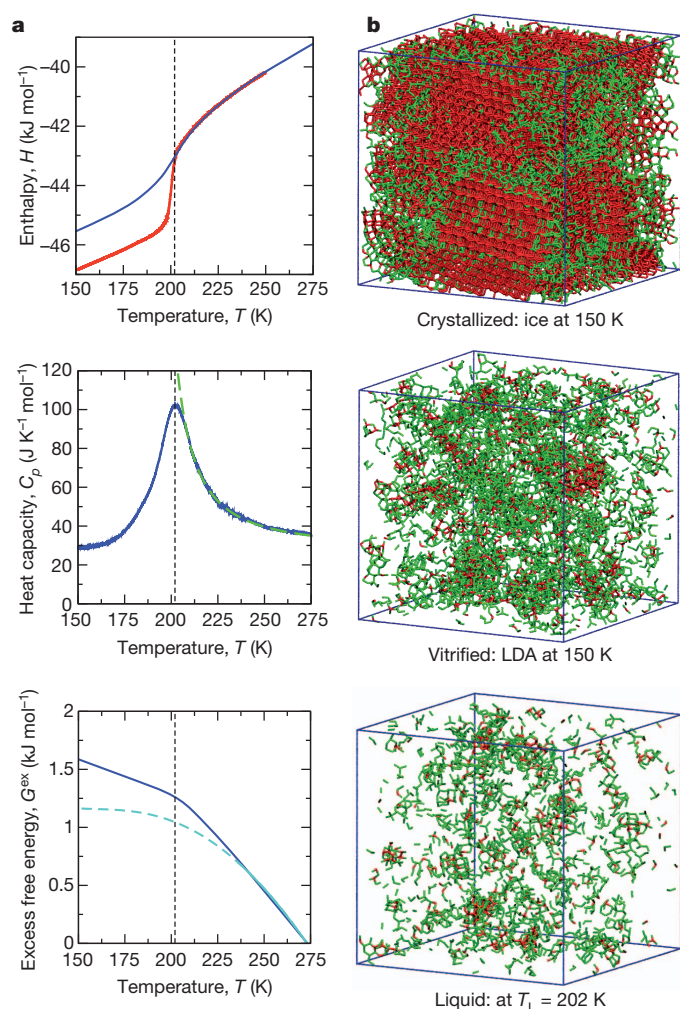 a
Enthalpy, H (kJ mol–1)
–40
–42
–44
–46
150 175 200 225 250 275
Temperature, T (K)
Heat capacity, Cp (J K–1 mol–1)
120
100
80
60
40
20
0
150 175 200 225 250 275
Temperature, T (K)
Excess free energy, Gex (kJ mol–1)
2
1.5
1
0.5
0
150 175 200 225 250 275
Temperature, T (K)
b
Crystallized: ice at 150 K
Vitrified: LDA at 150 K
Liquid: at TL = 202 K